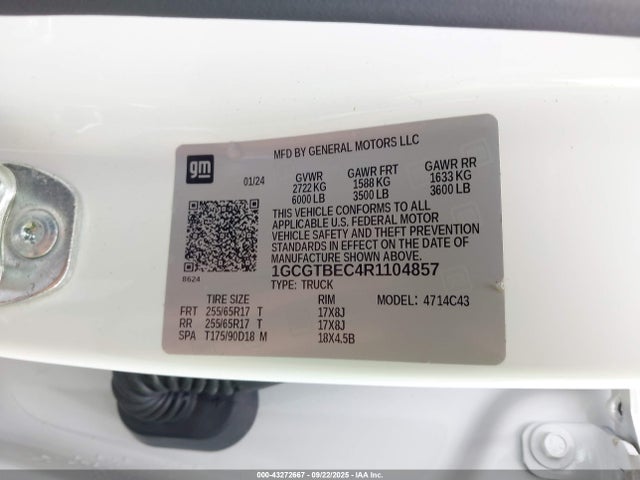 MFD BY GENERAL MOTORS LLC
gm
01/24
GVWR GAWR FRT GAWR RR
2722 KG 1588 KG 1633 KG
6000 LB 3500 LB 3600 LB
THIS VEHICLE CONFORMS TO ALL
APPLICABLE U.S. FEDERAL MOTOR
VEHICLE SAFETY AND THEFT PREVENTION
STANDARDS IN EFFECT ON THE DATE OF
MANUFACTURE SHOWN ABOVE.
1GCGTBEC4R1104857
8624
TYPE: TRUCK
TIRE SIZE RIM MODEL: 4714C43
FRT 255/65R17 T 17X8J
RR 255/65R17 T 17X8J
SPA T175/90D18 M 18X4.5B
000-43272667 - 09/22/2025 - IAA, Inc.